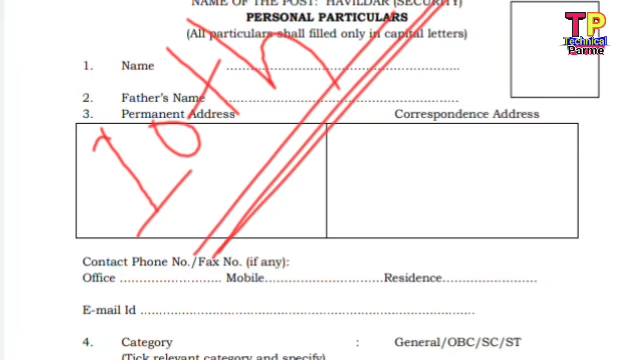 NAME OF THE POST: HAVILDAR (SECURITY)
PERSONAL PARTICULARS
(All particulars shall filled only in capital letters)
TP
Technical
Parme
1. Name ..........................................................................
2. Father's Name ..........................................................................
3. Permanent Address Correspondence Address
10th
Contact Phone No./Fax No. (if any):
Office ............................ Mobile................................Residence..........................
E-mail Id ..........................................................................................
4. Category : General/OBC/SC/ST
(Tick relevant category and specify)